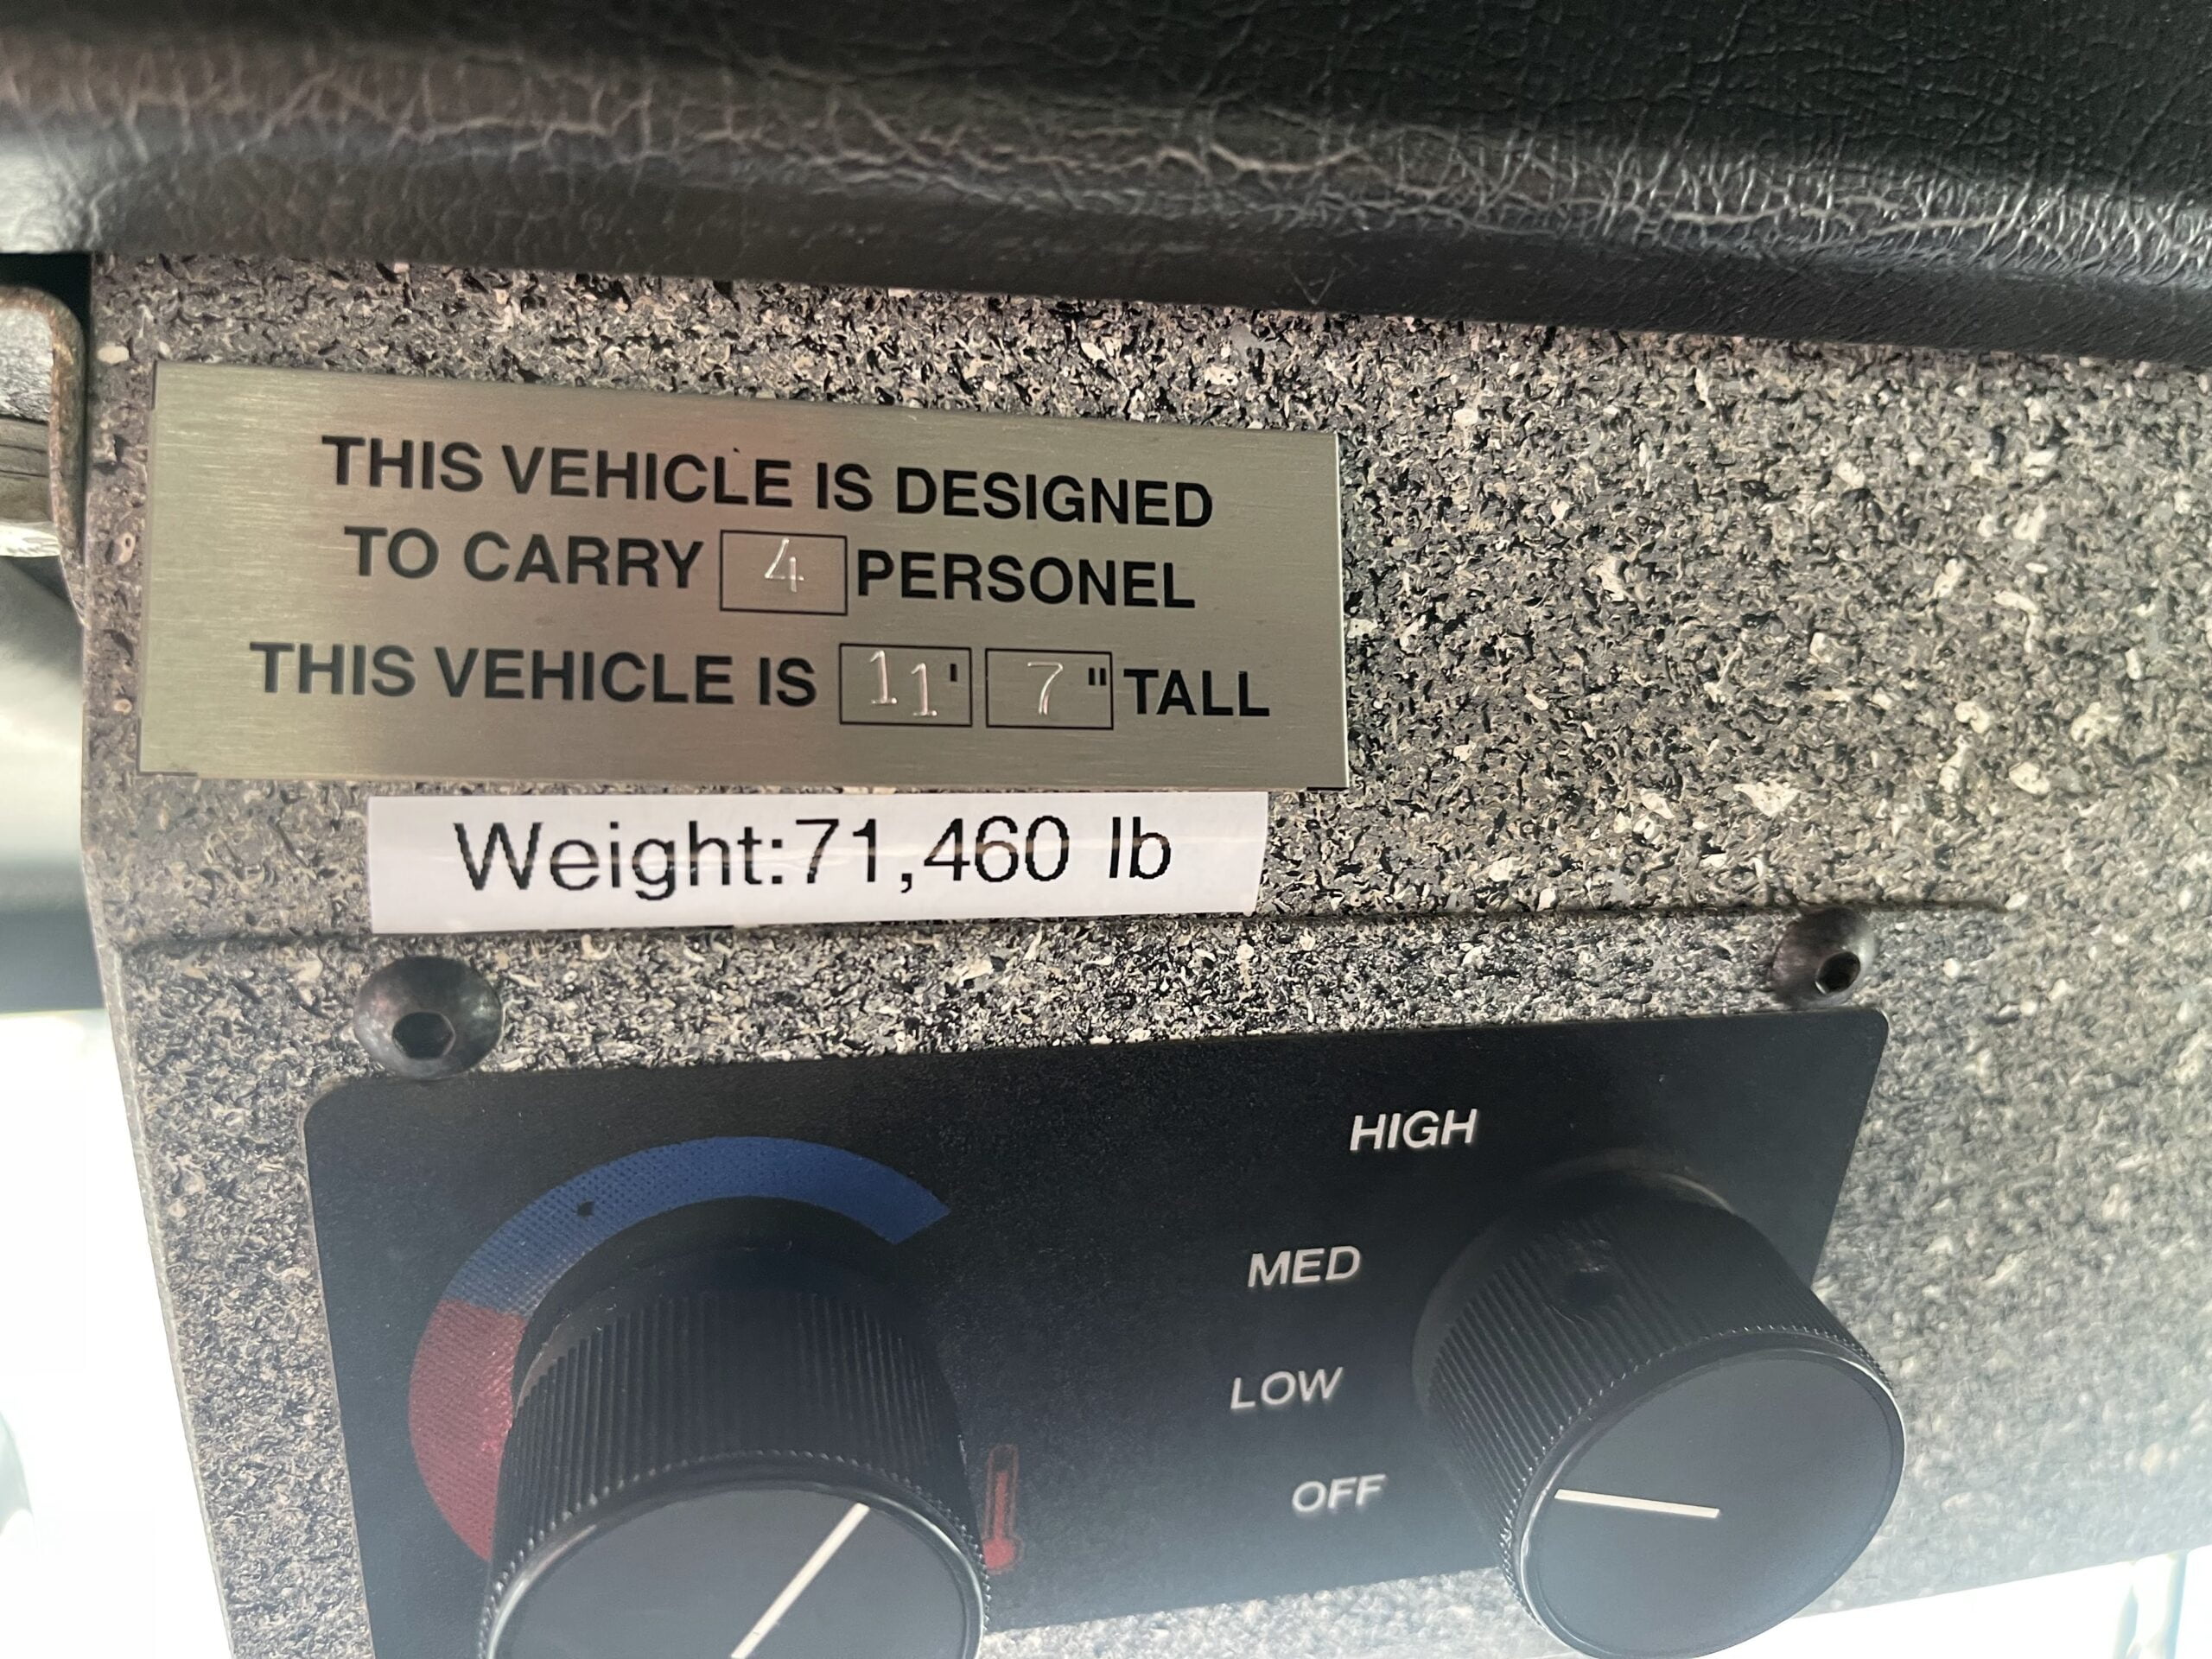 THIS VEHICLE IS DESIGNED
TO CARRY 4 PERSONEL
THIS VEHICLE IS 11' 7" TALL
Weight:71,460 lb
HIGH
MED
LOW
OFF